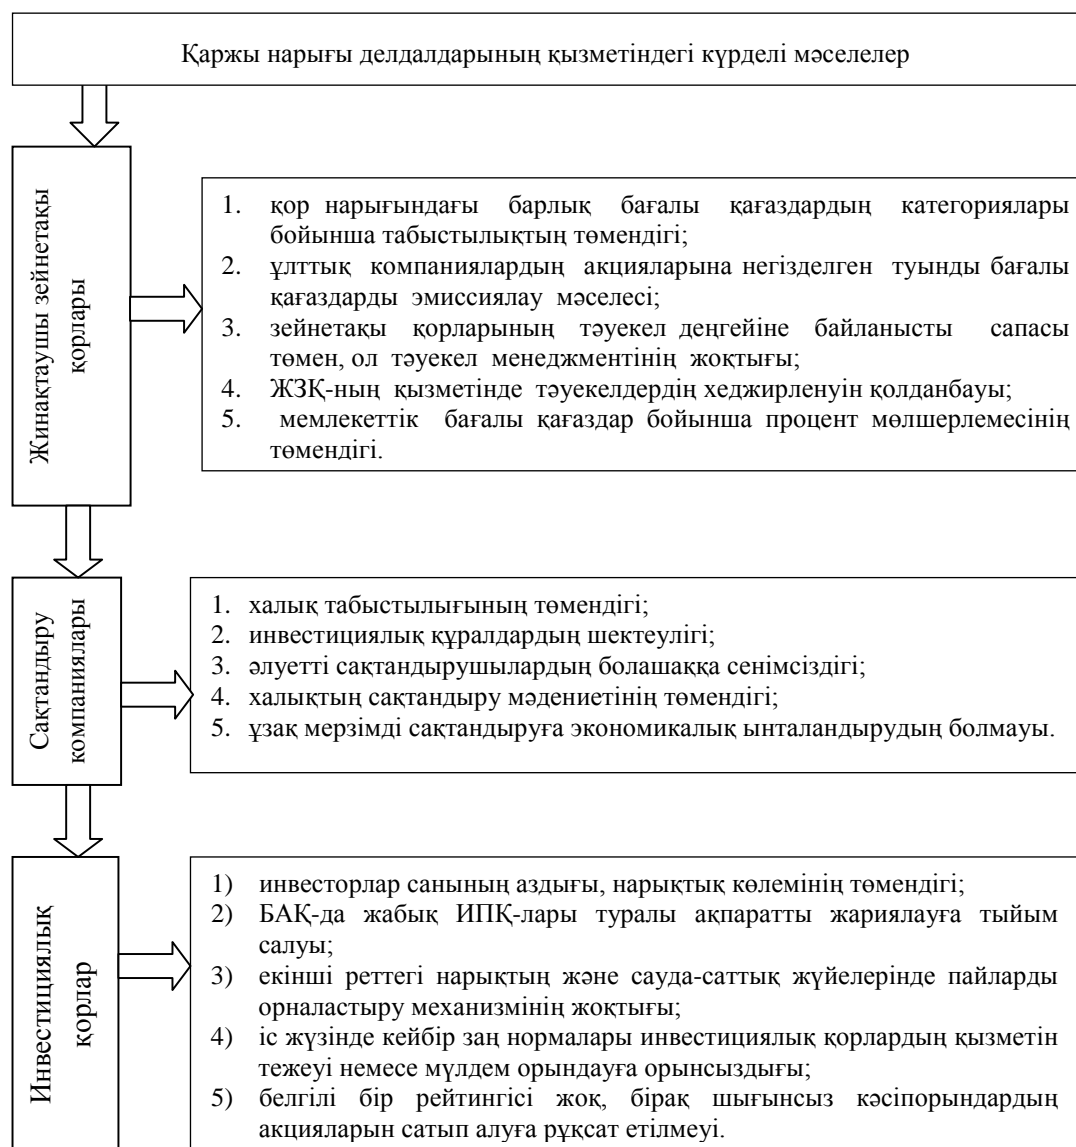 Қаржы нарығы делдалдарының қызметіндегі күрделі мәселелер
Жинақтаушы зейнетақы
қорлары
1. қор нарығындағы барлық бағалы қағаздардың категориялары
бойынша табыстылықтың төмендігі;
2. ұлттық компаниялардың акцияларына негізделген туынды бағалы
қағаздарды эмиссиялау мәселесі;
3. зейнетақы қорларының тәуекел деңгейіне байланысты сапасы
төмен, ол тәуекел менеджментінің жоқтығы;
4. ЖЗҚ-ның қызметінде тәуекелдердің хеджирленуін қолданбауы;
5. мемлекеттік бағалы қағаздар бойынша процент мөлшерлемесінің
төмендігі.
Сақтандыру
компаниялары
1. халық табыстылығының төмендігі;
2. инвестициялық құралдардың шектеулігі;
3. әлуетті сақтандырушылардың болашаққа сенімсіздігі;
4. халықтың сақтандыру мәдениетінің төмендігі;
5. ұзақ мерзімді сақтандыруға экономикалық ынталандырудың болмауы.
Инвестициялық
қорлар
1) инвесторлар санының аздығы, нарықтық көлемінің төмендігі;
2) БАҚ-да жабық ИПҚ-лары туралы ақпаратты жариялауға тыйым
салуы;
3) екінші реттегі нарықтың және сауда-саттық жүйелерінде пайларды
орналастыру механизмінің жоқтығы;
4) іс жүзінде кейбір заң нормалары инвестициялық қорлардың қызметін
тежеуі немесе мүлдем орындауға орынсыздығы;
5) белгілі бір рейтингісі жоқ, бірақ шығынсыз кәсіпорындардың
акцияларын сатып алуға рұқсат етілмеуі.